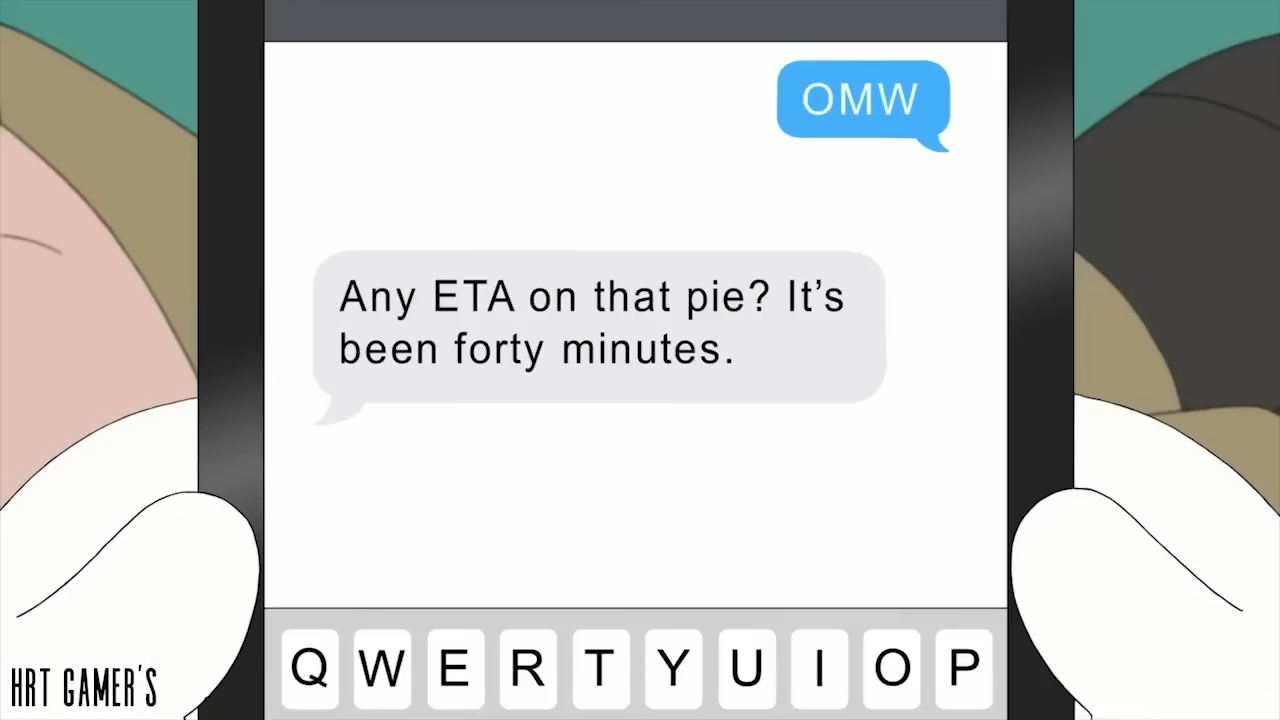 OMW
Any ETA on that pie? It’s
been forty minutes.
Q W E R T Y U I O P
HRT GAMER'S